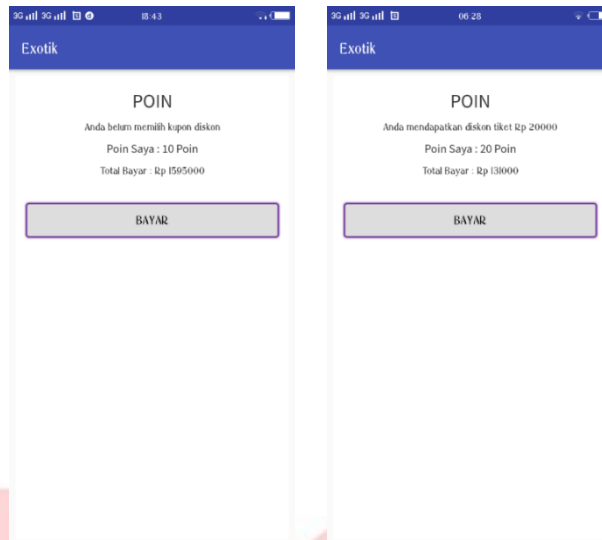 3G 3G 18:43
Exotik
POIN
Anda belum memilih kupon diskon
Poin Saya : 10 Poin
Total Bayar : Rp 1595000
BAYAR
3G 3G 06:28
Exotik
POIN
Anda mendapatkan diskon tiket Rp 20000
Poin Saya : 20 Poin
Total Bayar : Rp 131000
BAYAR